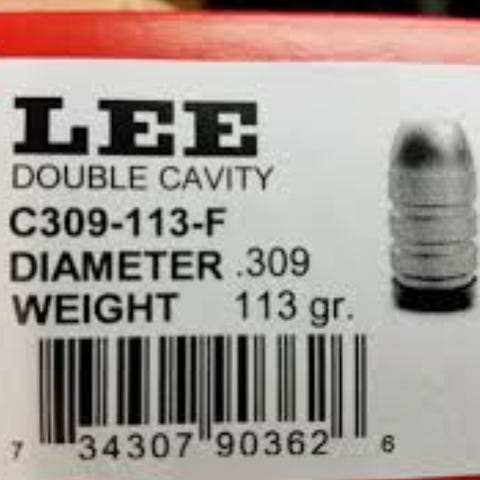 LEE
DOUBLE CAVITY
C309-113-F
DIAMETER .309
WEIGHT 113 gr.
7 34307 90362 6